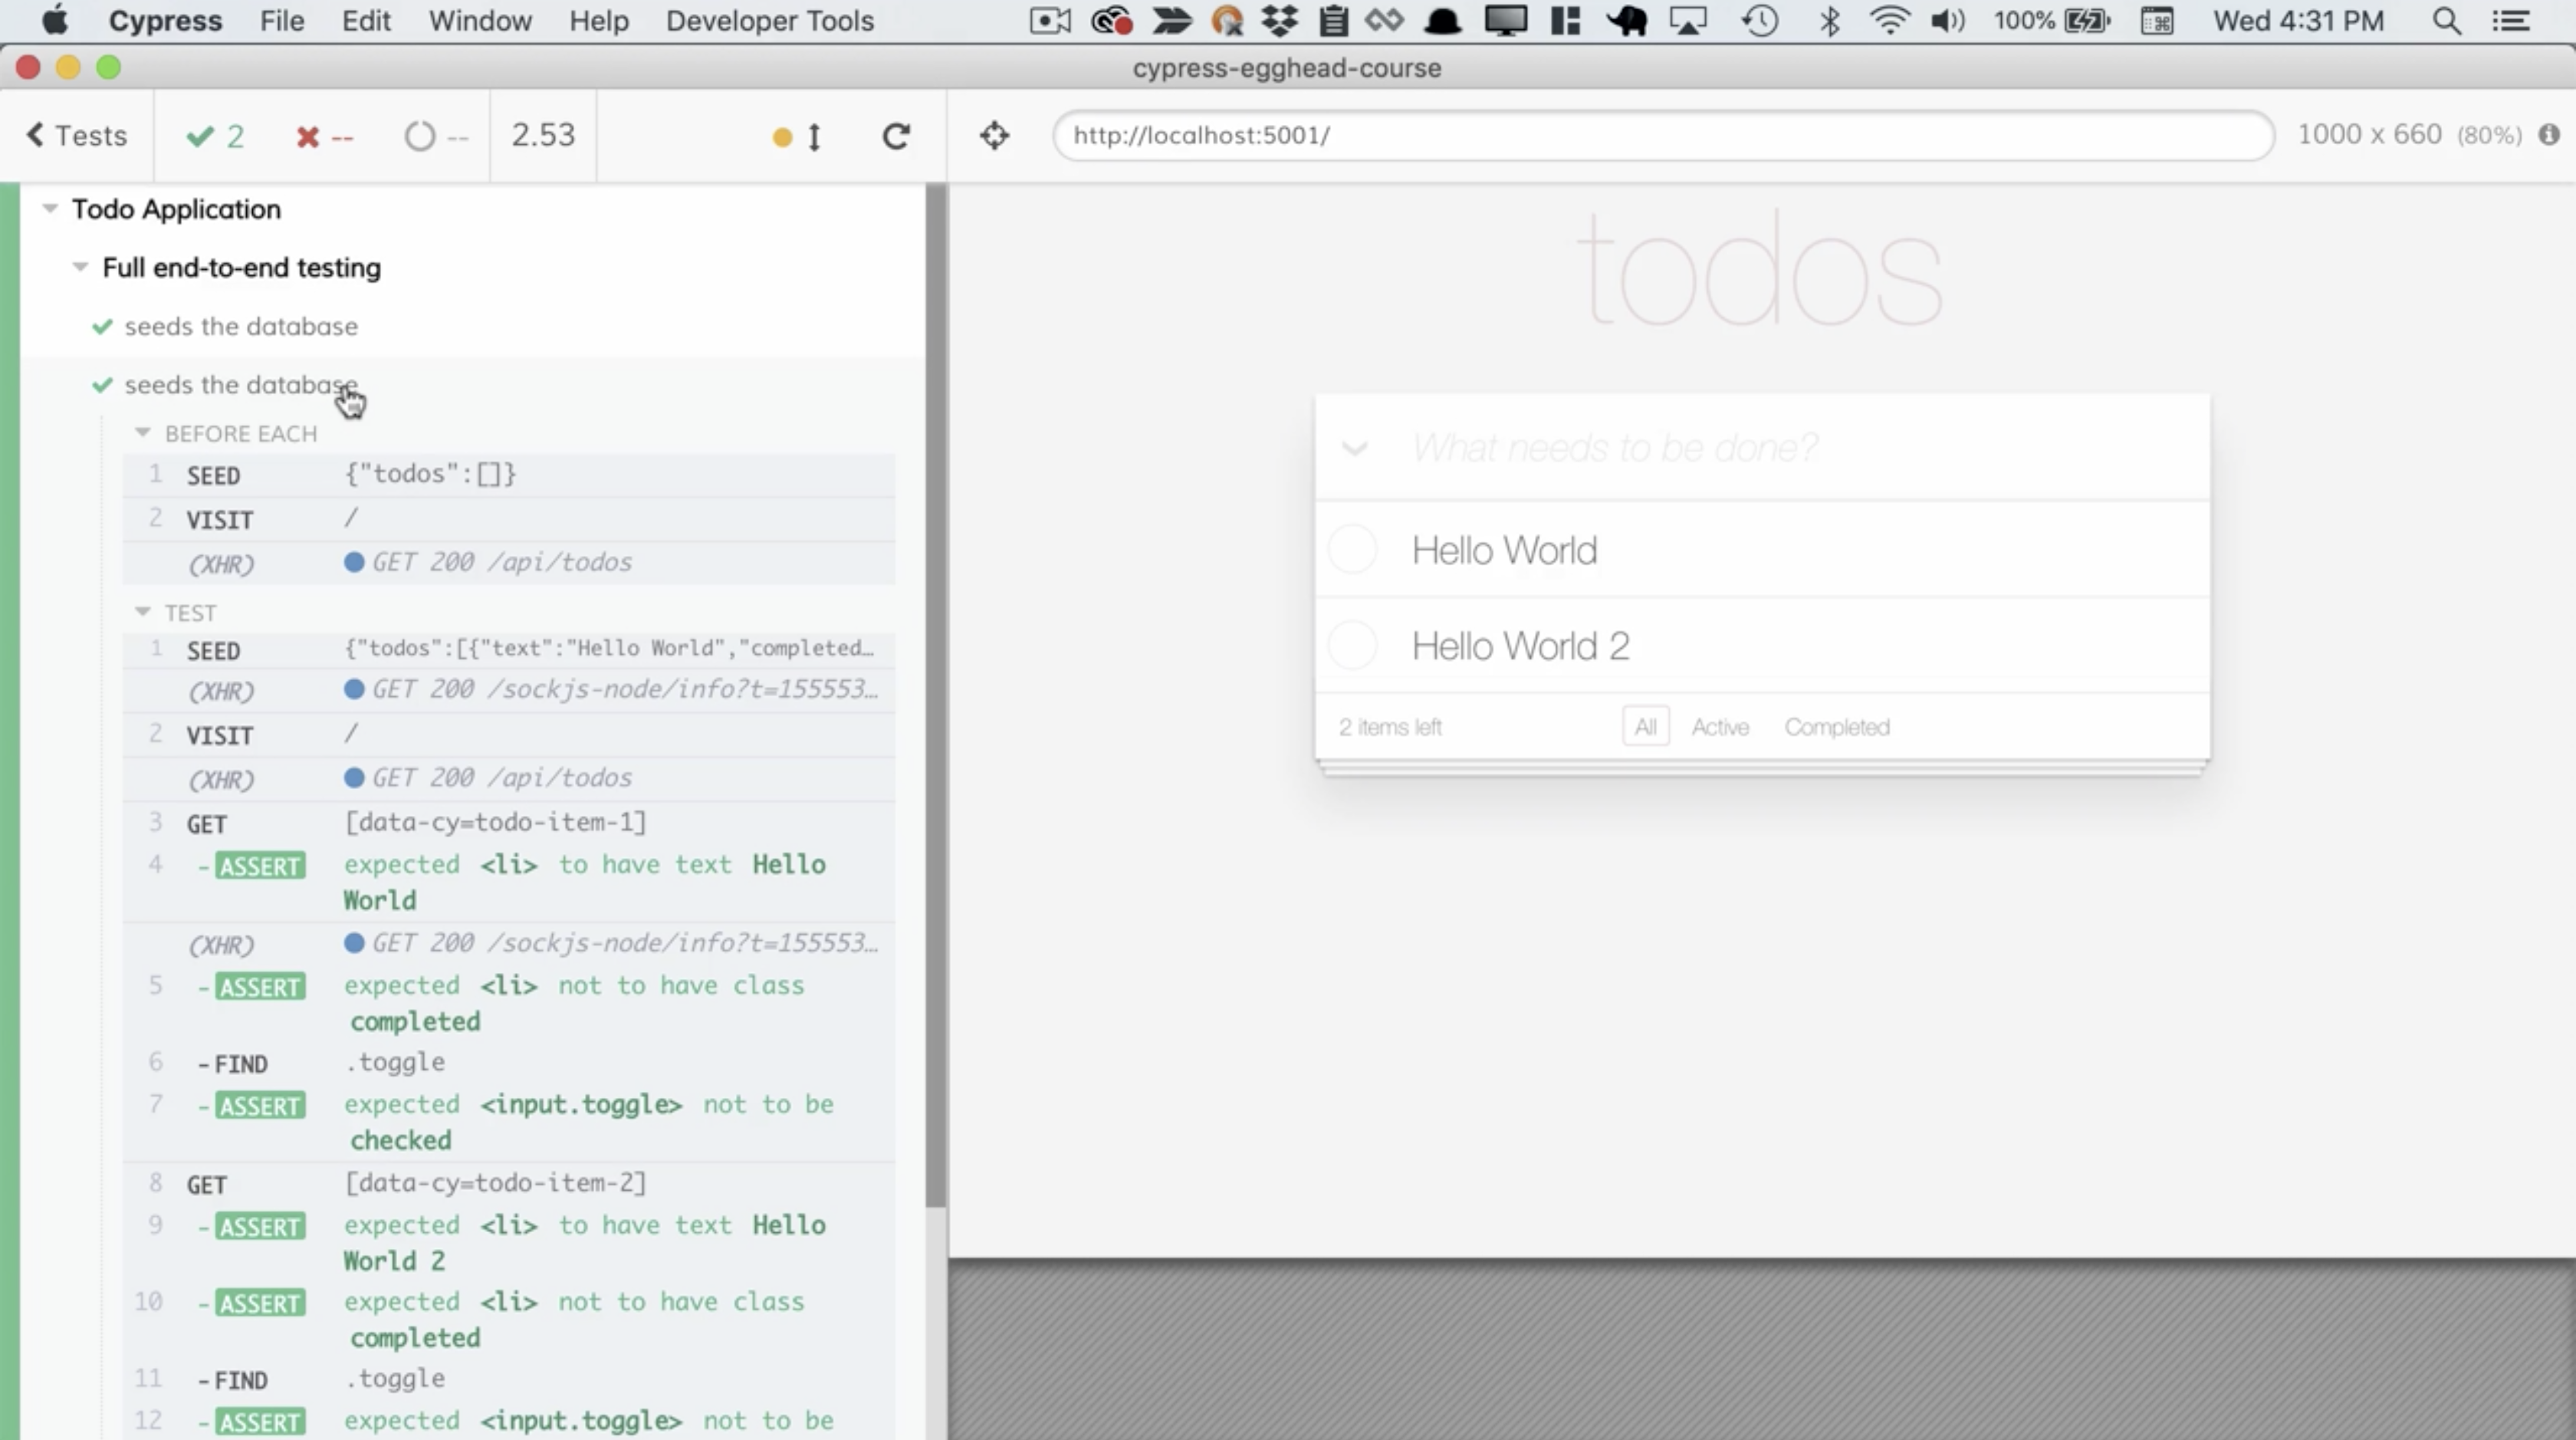 Cypress File Edit Window Help Developer Tools 100% Wed 4:31 PM
cypress-egghead-course
Tests 2 -- -- 2.53 http://localhost:5001/ 1000 x 660 (80%)
Todo Application
Full end-to-end testing
seeds the database
seeds the database
BEFORE EACH
1 SEED {"todos":[]}
2 VISIT /
(XHR) GET 200 /api/todos
TEST
1 SEED {"todos":[{"text":"Hello World","completed…
(XHR) GET 200 /sockjs-node/info?t=155553…
2 VISIT /
(XHR) GET 200 /api/todos
3 GET [data-cy=todo-item-1]
4 -ASSERT expected <li> to have text Hello
World
(XHR) GET 200 /sockjs-node/info?t=155553…
5 -ASSERT expected <li> not to have class
completed
6 -FIND .toggle
7 -ASSERT expected <input.toggle> not to be
checked
8 GET [data-cy=todo-item-2]
9 -ASSERT expected <li> to have text Hello
World 2
10 -ASSERT expected <li> not to have class
completed
11 -FIND .toggle
12 -ASSERT expected <input.toggle> not to be
todos
What needs to be done?
Hello World
Hello World 2
2 items left All Active Completed